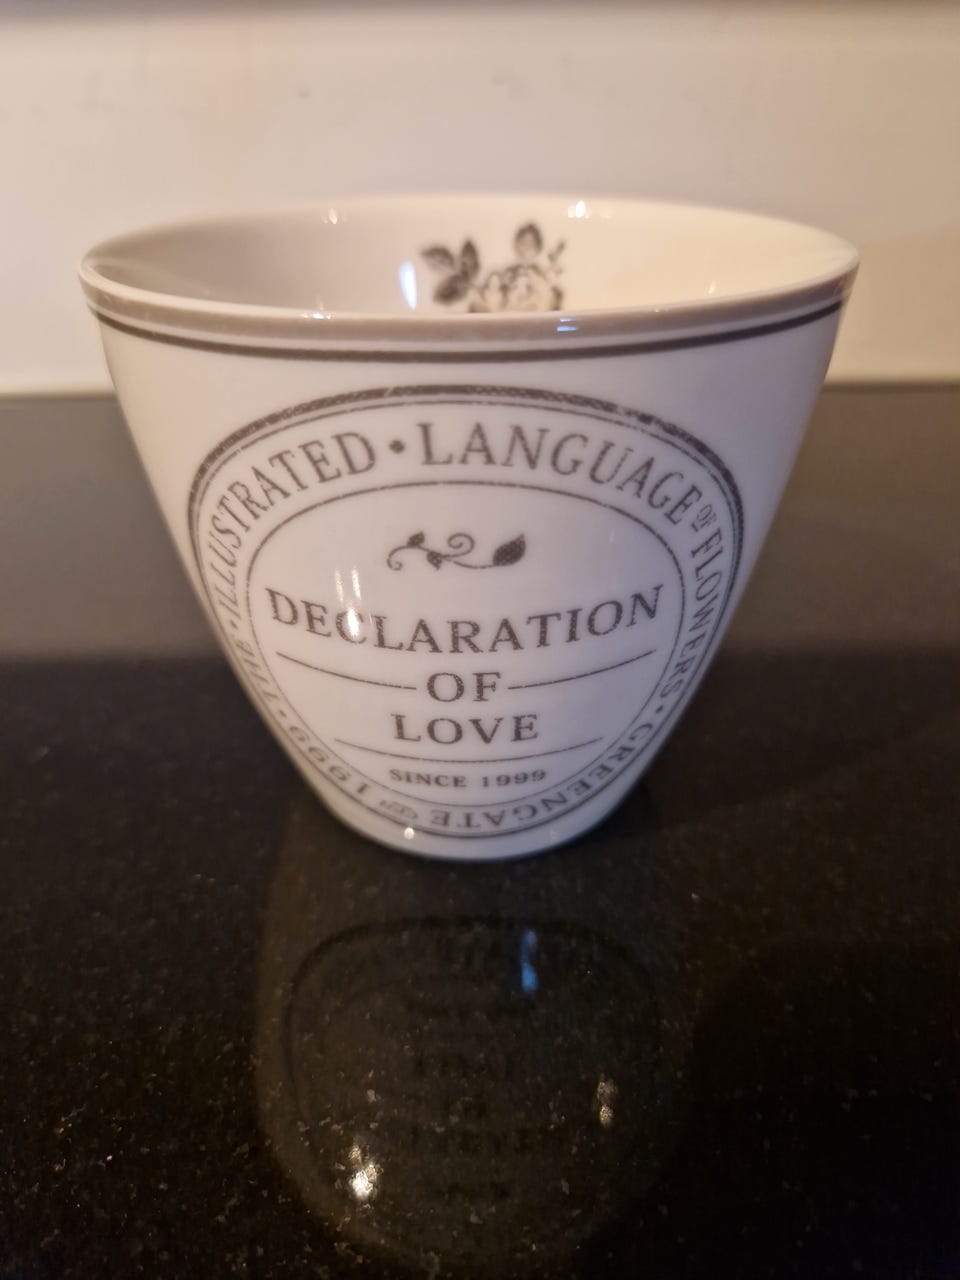 THE • ILLUSTRATED • LANGUAGE OF FLOWERS • GREENGATE 1999 •
DECLARATION
OF
LOVE
SINCE 1999